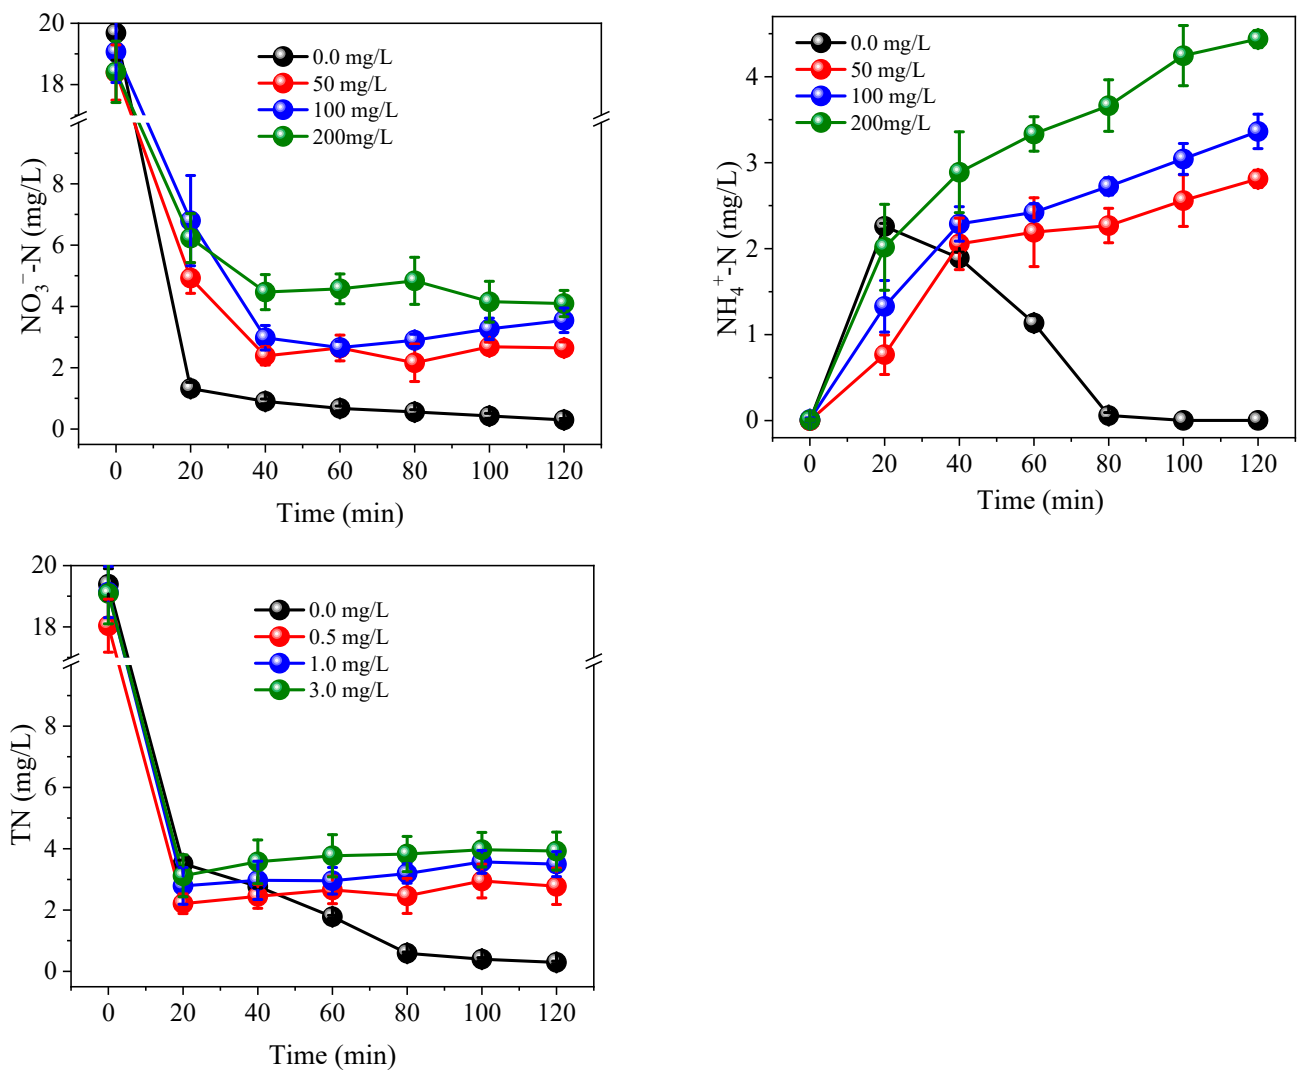 20
18
8
6
4
2
0
NO₃⁻-N (mg/L)
0.0 mg/L
50 mg/L
100 mg/L
200mg/L
0 20 40 60 80 100 120
Time (min)
4
3
2
1
0
NH₄⁺-N (mg/L)
0.0 mg/L
50 mg/L
100 mg/L
200mg/L
0 20 40 60 80 100 120
Time (min)
20
18
8
6
4
2
0
TN (mg/L)
0.0 mg/L
0.5 mg/L
1.0 mg/L
3.0 mg/L
0 20 40 60 80 100 120
Time (min)